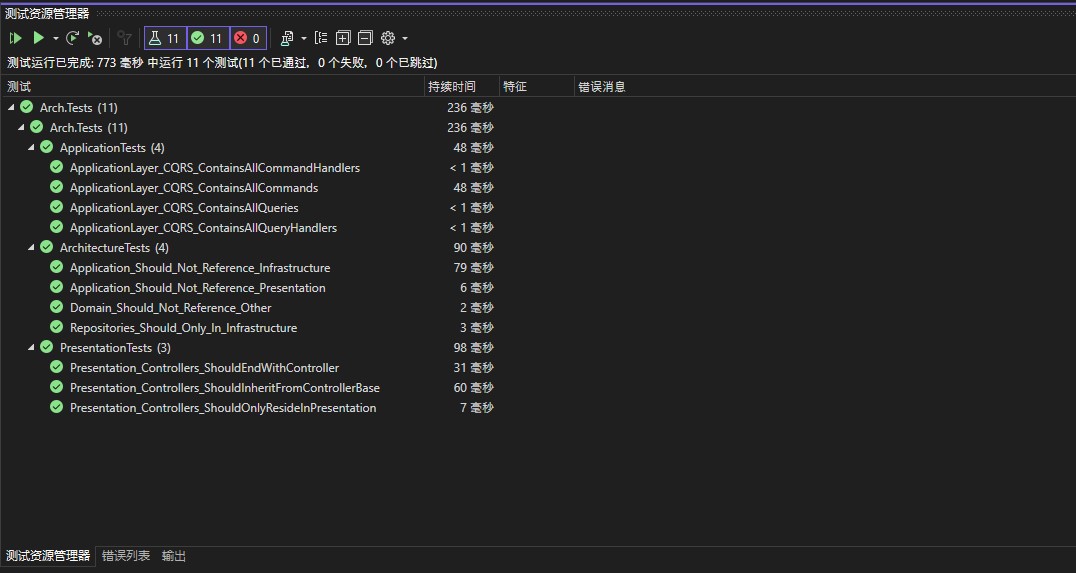 测试资源管理器
11 11 0
测试运行已完成: 773 毫秒 中运行 11 个测试(11 个已通过, 0 个失败, 0 个已跳过)
测试 持续时间 特征 错误消息
Arch.Tests (11) 236 毫秒
Arch.Tests (11) 236 毫秒
ApplicationTests (4) 48 毫秒
ApplicationLayer_CQRS_ContainsAllCommandHandlers < 1 毫秒
ApplicationLayer_CQRS_ContainsAllCommands 48 毫秒
ApplicationLayer_CQRS_ContainsAllQueries < 1 毫秒
ApplicationLayer_CQRS_ContainsAllQueryHandlers < 1 毫秒
ArchitectureTests (4) 90 毫秒
Application_Should_Not_Reference_Infrastructure 79 毫秒
Application_Should_Not_Reference_Presentation 6 毫秒
Domain_Should_Not_Reference_Other 2 毫秒
Repositories_Should_Only_In_Infrastructure 3 毫秒
PresentationTests (3) 98 毫秒
Presentation_Controllers_ShouldEndWithController 31 毫秒
Presentation_Controllers_ShouldInheritFromControllerBase 60 毫秒
Presentation_Controllers_ShouldOnlyResideInPresentation 7 毫秒
测试资源管理器 错误列表 输出